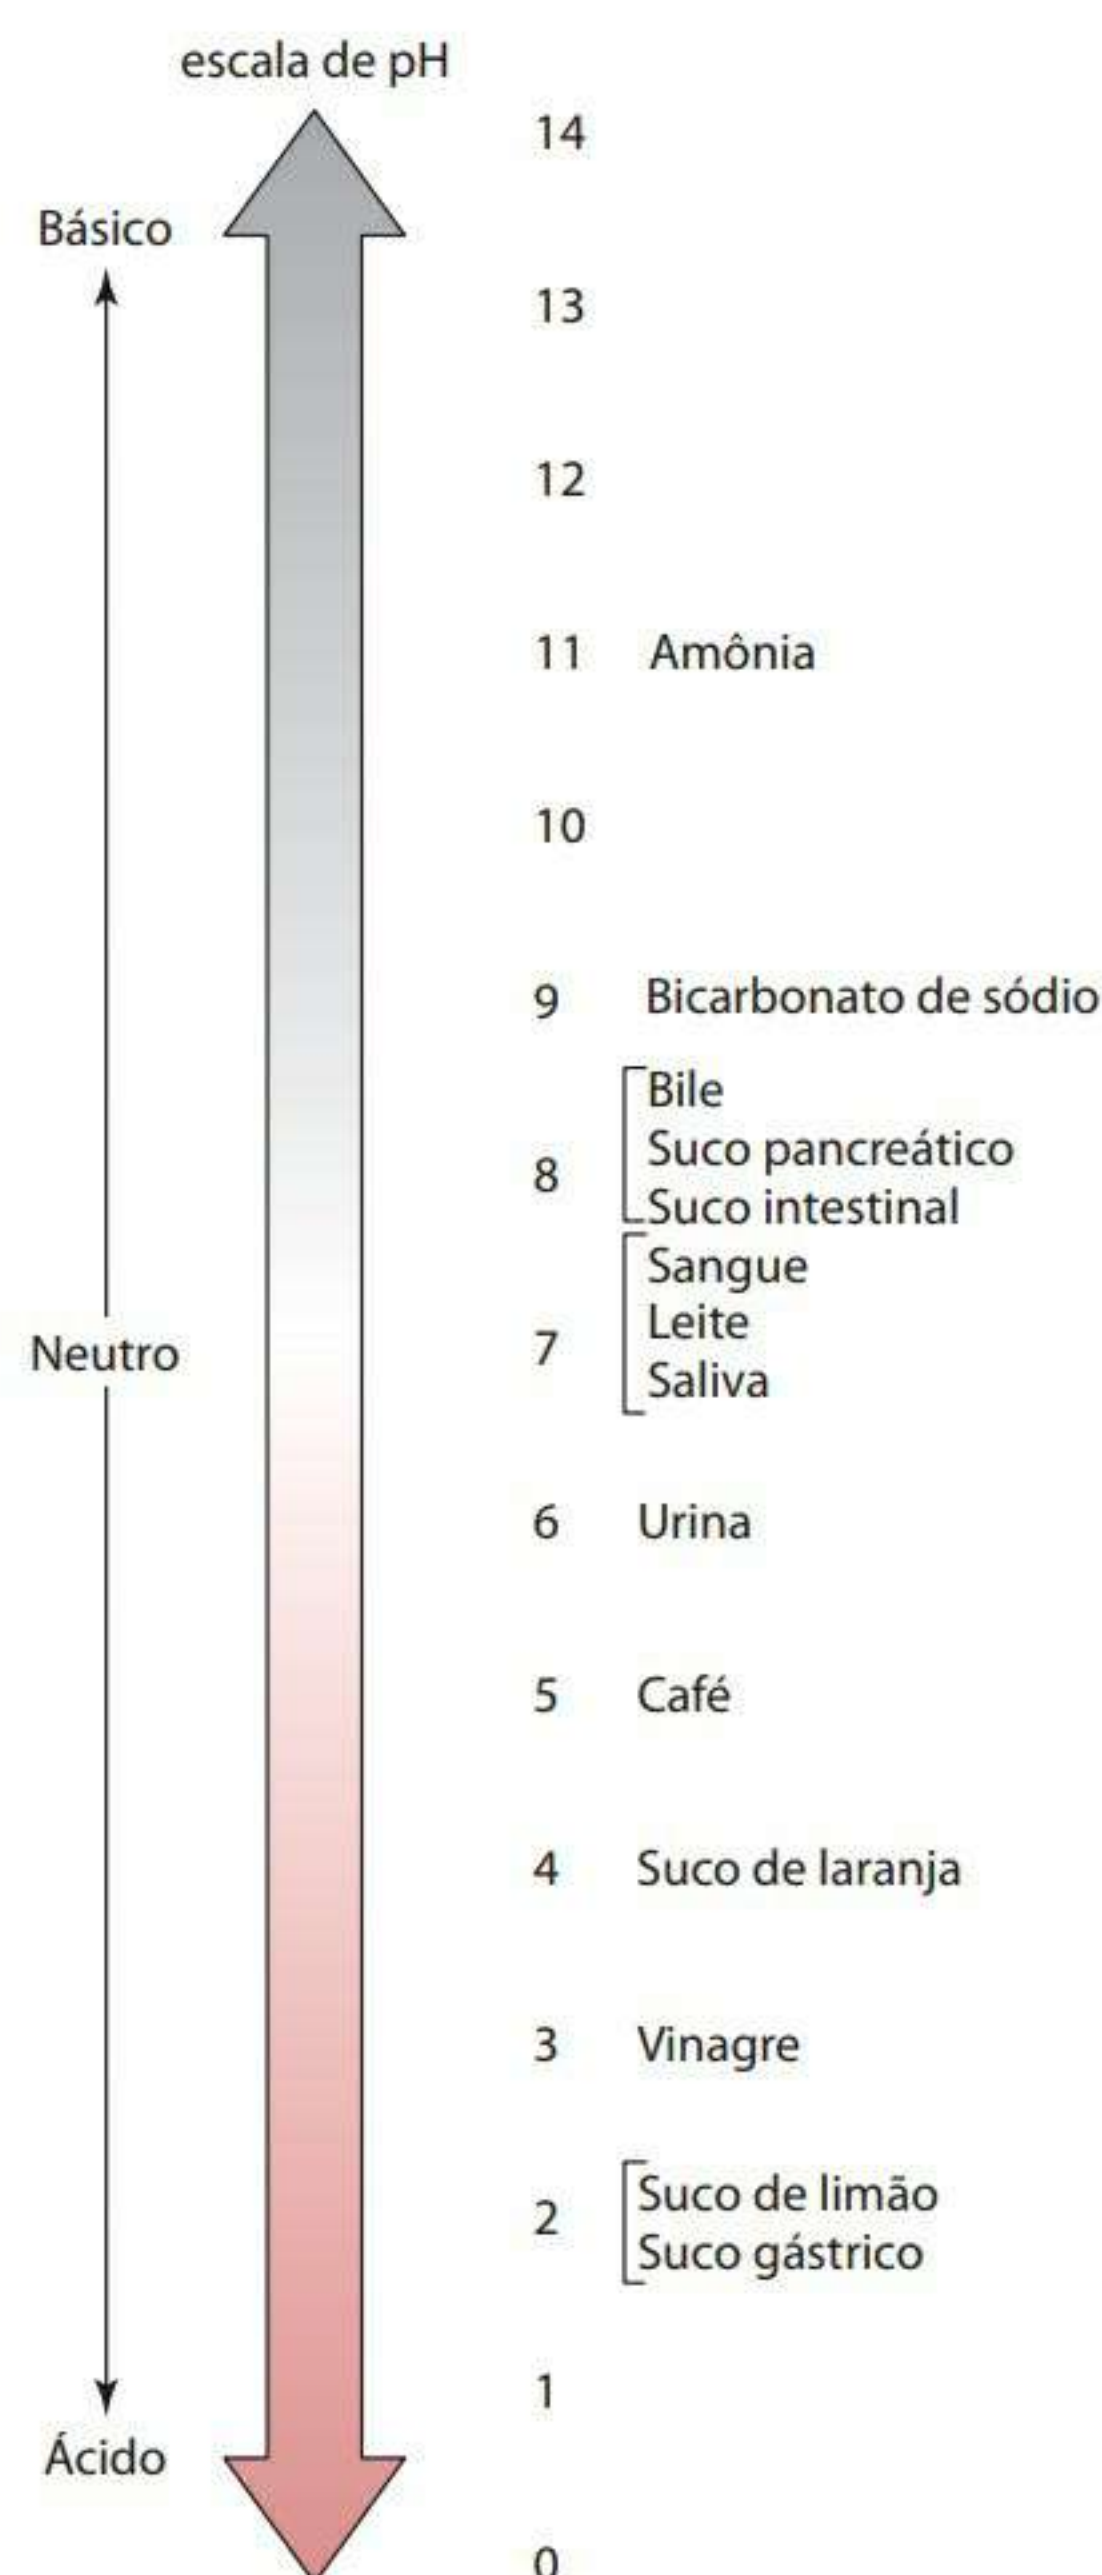 escala de pH
14
Básico
13
12
11 Amônia
10
9 Bicarbonato de sódio
Bile
8 Suco pancreático
Suco intestinal
Sangue
Leite
7
Neutro
Saliva
6 Urina
5 Café
4 Suco de laranja
3 Vinagre
Suco de limão
2
Suco gástrico
1
Ácido
0